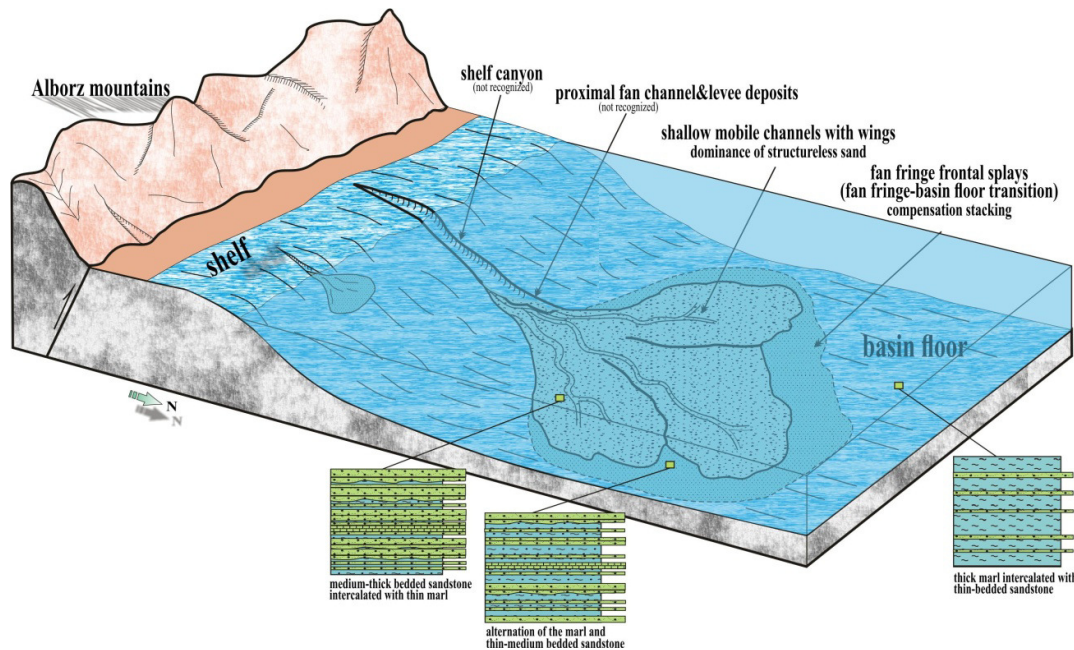 Alborz mountains
shelf canyon
(not recognized)
proximal fan channel&levee deposits
(not recognized)
shallow mobile channels with wings
dominance of structureless sand
fan fringe frontal splays
(fan fringe-basin floor transition)
compensation stacking
shelf
basin floor
N
N
medium-thick bedded sandstone
intercalated with thin marl
alternation of the marl and
thin-medium bedded sandstone
thick marl intercalated with
thin-bedded sandstone